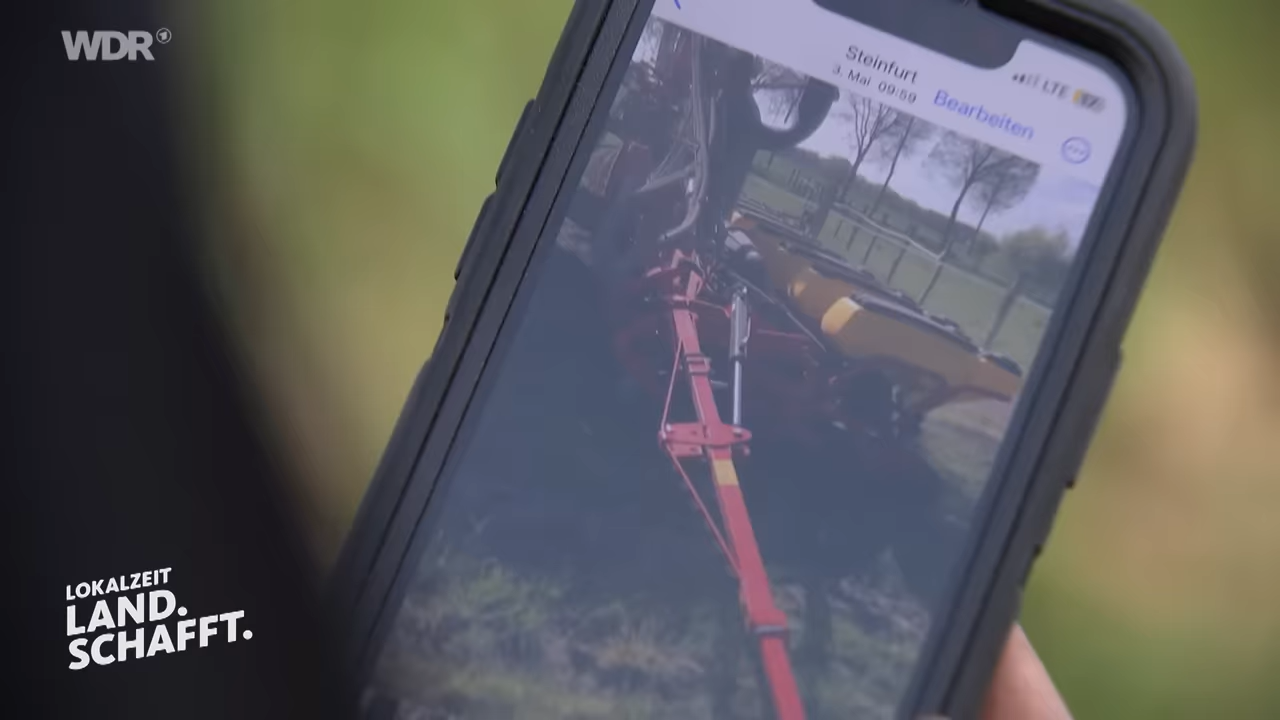 WDR
Steinfurt
3. Mai 09:59
LTE
Bearbeiten
LOKALZEIT
LAND.
SCHAFFT.